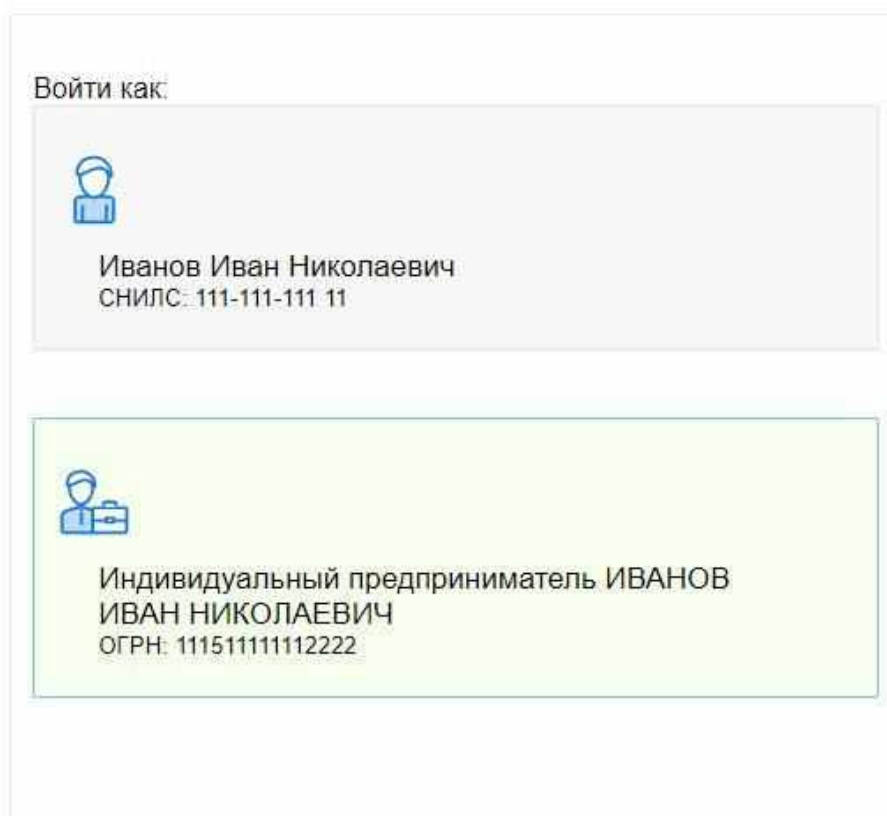 Войти как:
Иванов Иван Николаевич
СНИЛС: 111-111-111 11
Индивидуальный предприниматель ИВАНОВ
ИВАН НИКОЛАЕВИЧ
ОГРН: 111511111112222